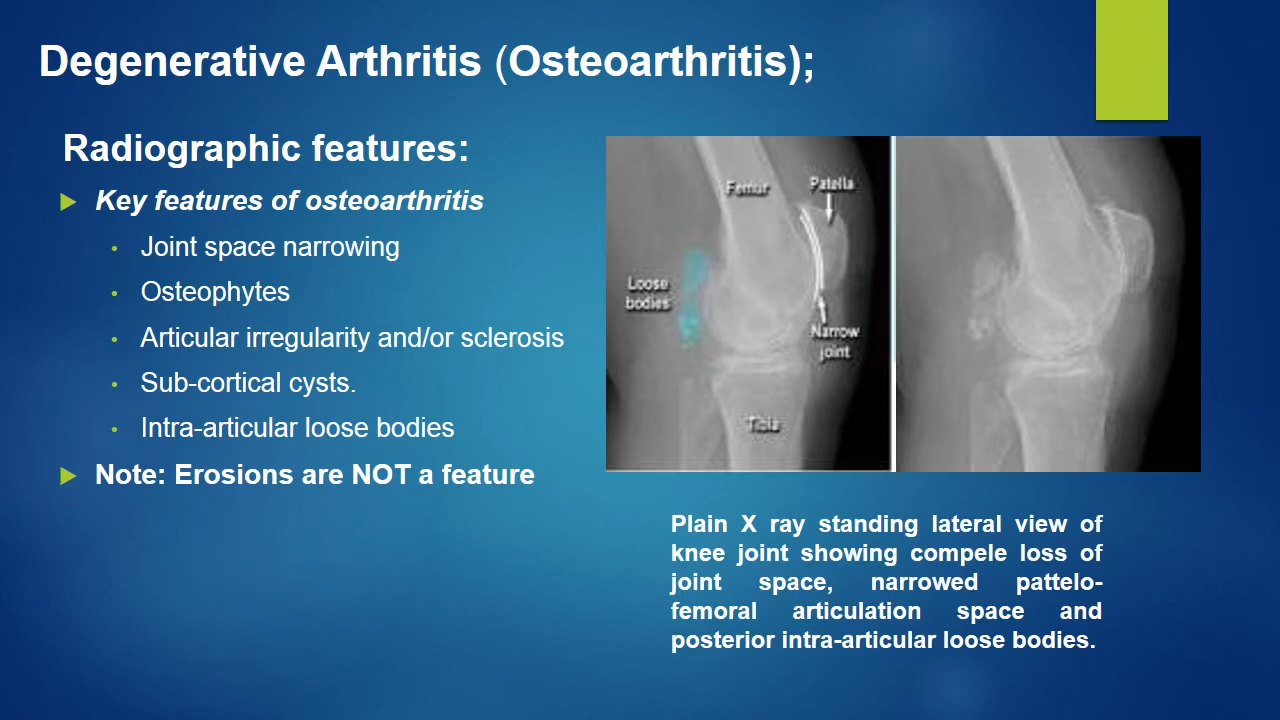 Degenerative Arthritis (Osteoarthritis);
Radiographic features:
Key features of osteoarthritis
Joint space narrowing
Osteophytes
Articular irregularity and/or sclerosis
Sub-cortical cysts.
Intra-articular loose bodies
Note: Erosions are NOT a feature
Femur
Patella
Loose
bodies
Narrow
joint
Tibia
Plain X ray standing lateral view of
knee joint showing compele loss of
joint space, narrowed pattelo-
femoral articulation space and
posterior intra-articular loose bodies.